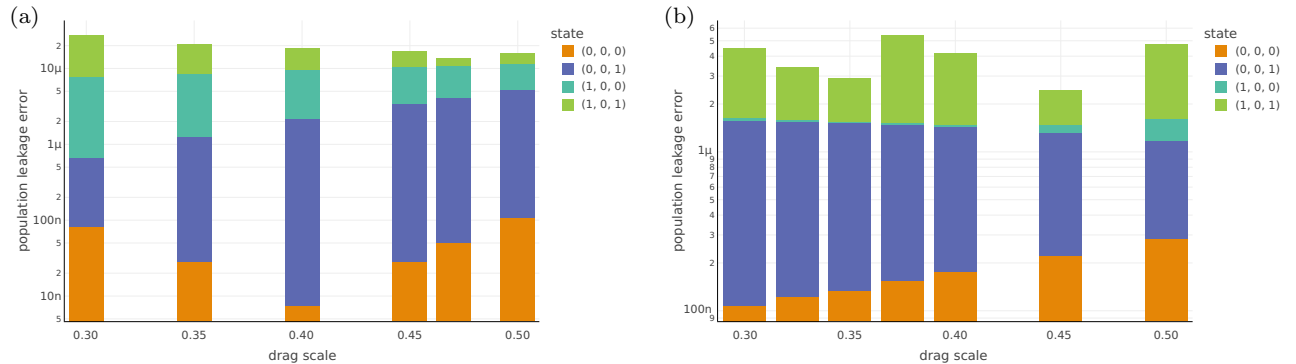 (a)
population leakage error
2
10μ
5
2
1μ
5
2
100n
5
2
10n
5
0.30
0.35
0.40
0.45
0.50
drag scale
state
(0, 0, 0)
(0, 0, 1)
(1, 0, 0)
(1, 0, 1)
(b)
population leakage error
6
5
4
3
2
1μ
9
8
7
6
5
4
3
2
100n
9
0.30
0.35
0.40
0.45
0.50
drag scale
state
(0, 0, 0)
(0, 0, 1)
(1, 0, 0)
(1, 0, 1)